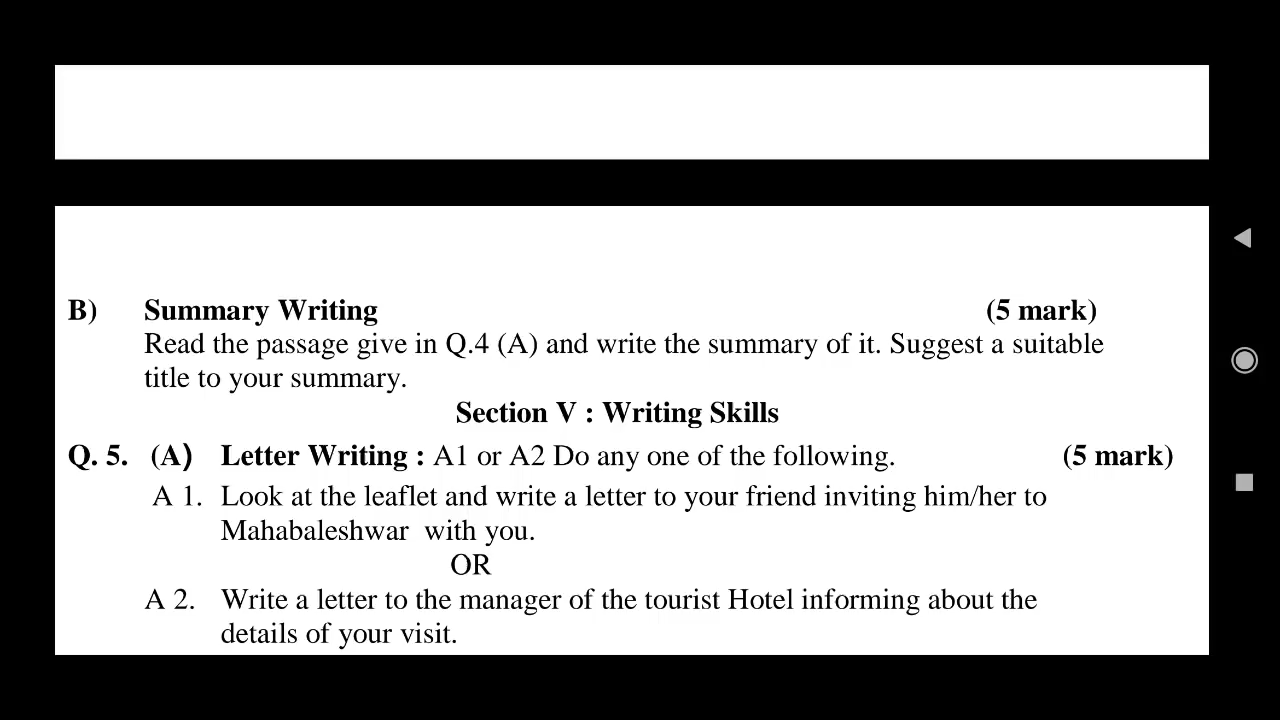 B) Summary Writing (5 mark)
Read the passage give in Q.4 (A) and write the summary of it. Suggest a suitable
title to your summary.
Section V : Writing Skills
Q. 5. (A) Letter Writing : A1 or A2 Do any one of the following. (5 mark)
A 1. Look at the leaflet and write a letter to your friend inviting him/her to
Mahabaleshwar with you.
OR
A 2. Write a letter to the manager of the tourist Hotel informing about the
details of your visit.